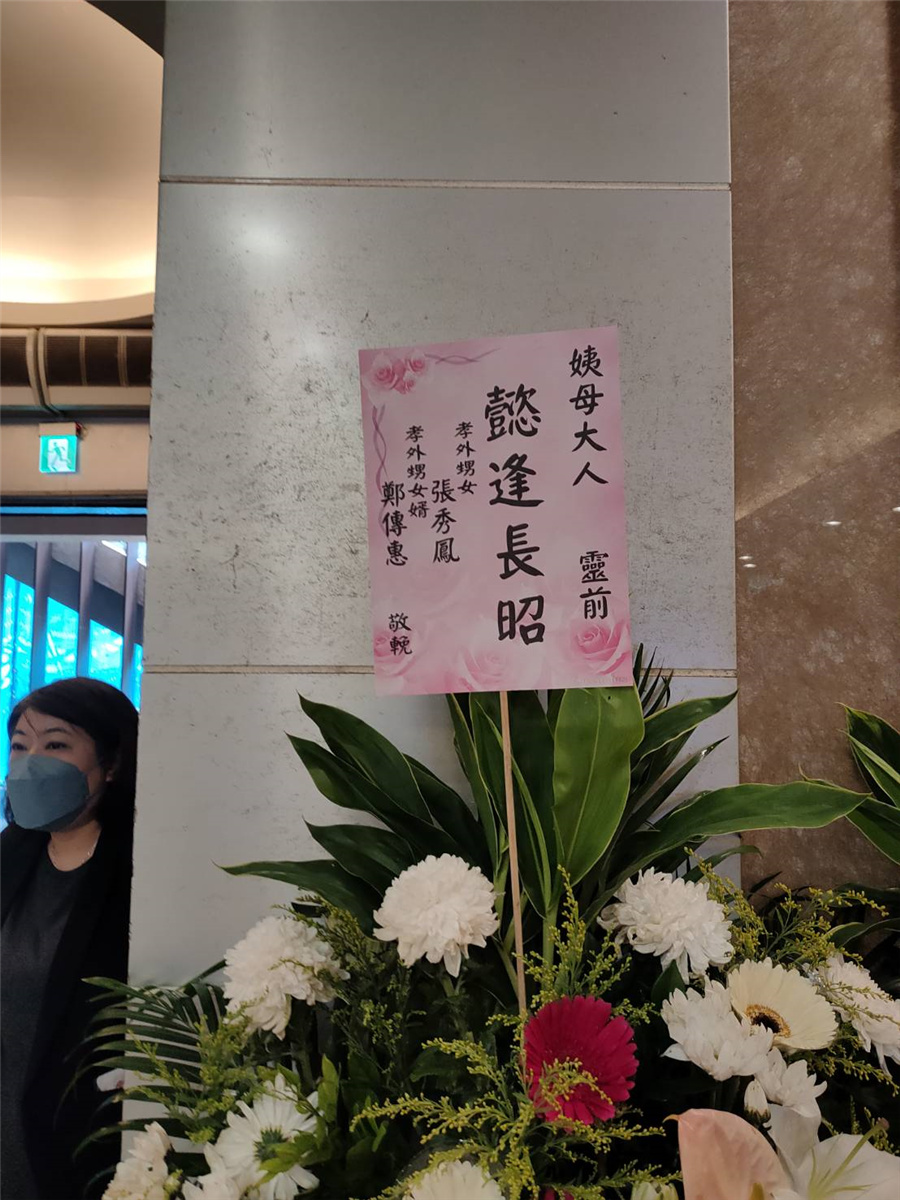 姨母大人 靈前
懿逢長昭
孝外甥女 張秀鳳
孝外甥女婿 鄭傳惠 敬輓